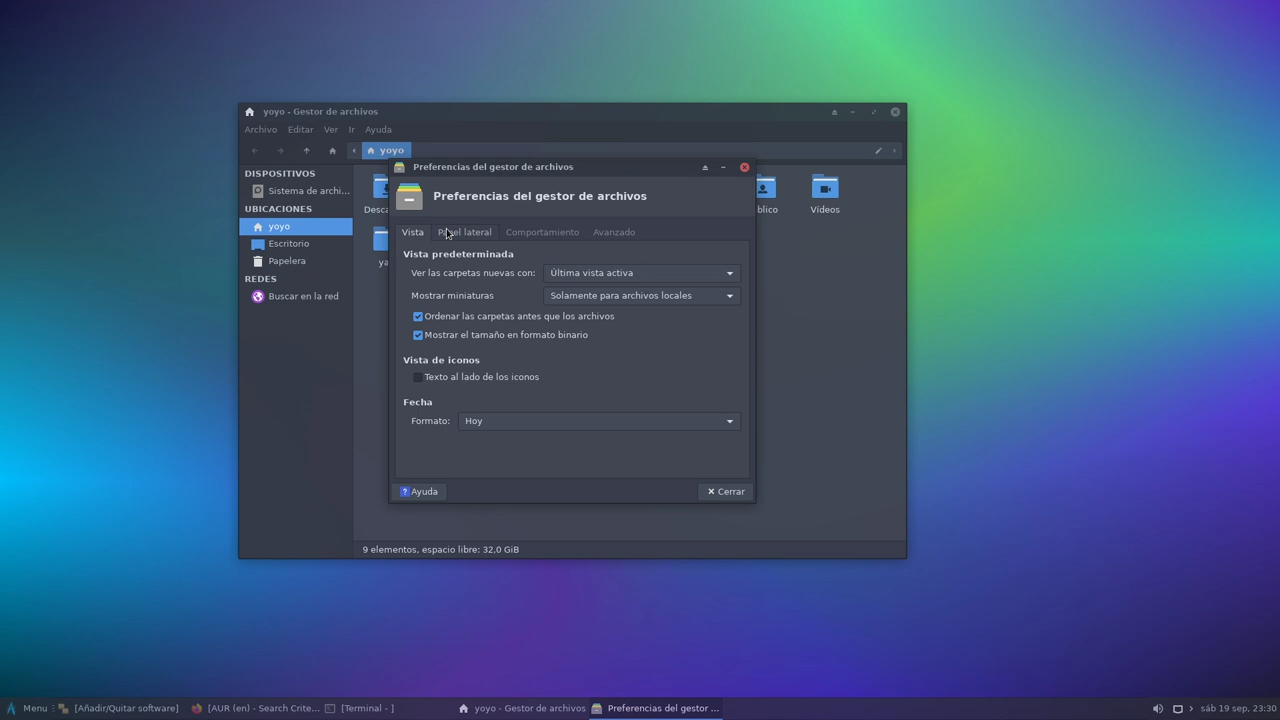 yoyo - Gestor de archivos
Archivo Editar Ver Ir Ayuda
yoyo
DISPOSITIVOS
Sistema de archi...
UBICACIONES
yoyo
Escritorio
Papelera
REDES
Buscar en la red
Vídeos
9 elementos, espacio libre: 32,0 GiB
Preferencias del gestor de archivos
Preferencias del gestor de archivos
Vista Panel lateral Comportamiento Avanzado
Vista predeterminada
Ver las carpetas nuevas con: Última vista activa
Mostrar miniaturas Solamente para archivos locales
Ordenar las carpetas antes que los archivos
Mostrar el tamaño en formato binario
Vista de iconos
Texto al lado de los iconos
Fecha
Formato: Hoy
? Ayuda
Cerrar
Menu [Añadir/Quitar software] [AUR (en) - Search Crite... [Terminal - ] yoyo - Gestor de archivos Preferencias del gestor ... sáb 19 sep, 23:30